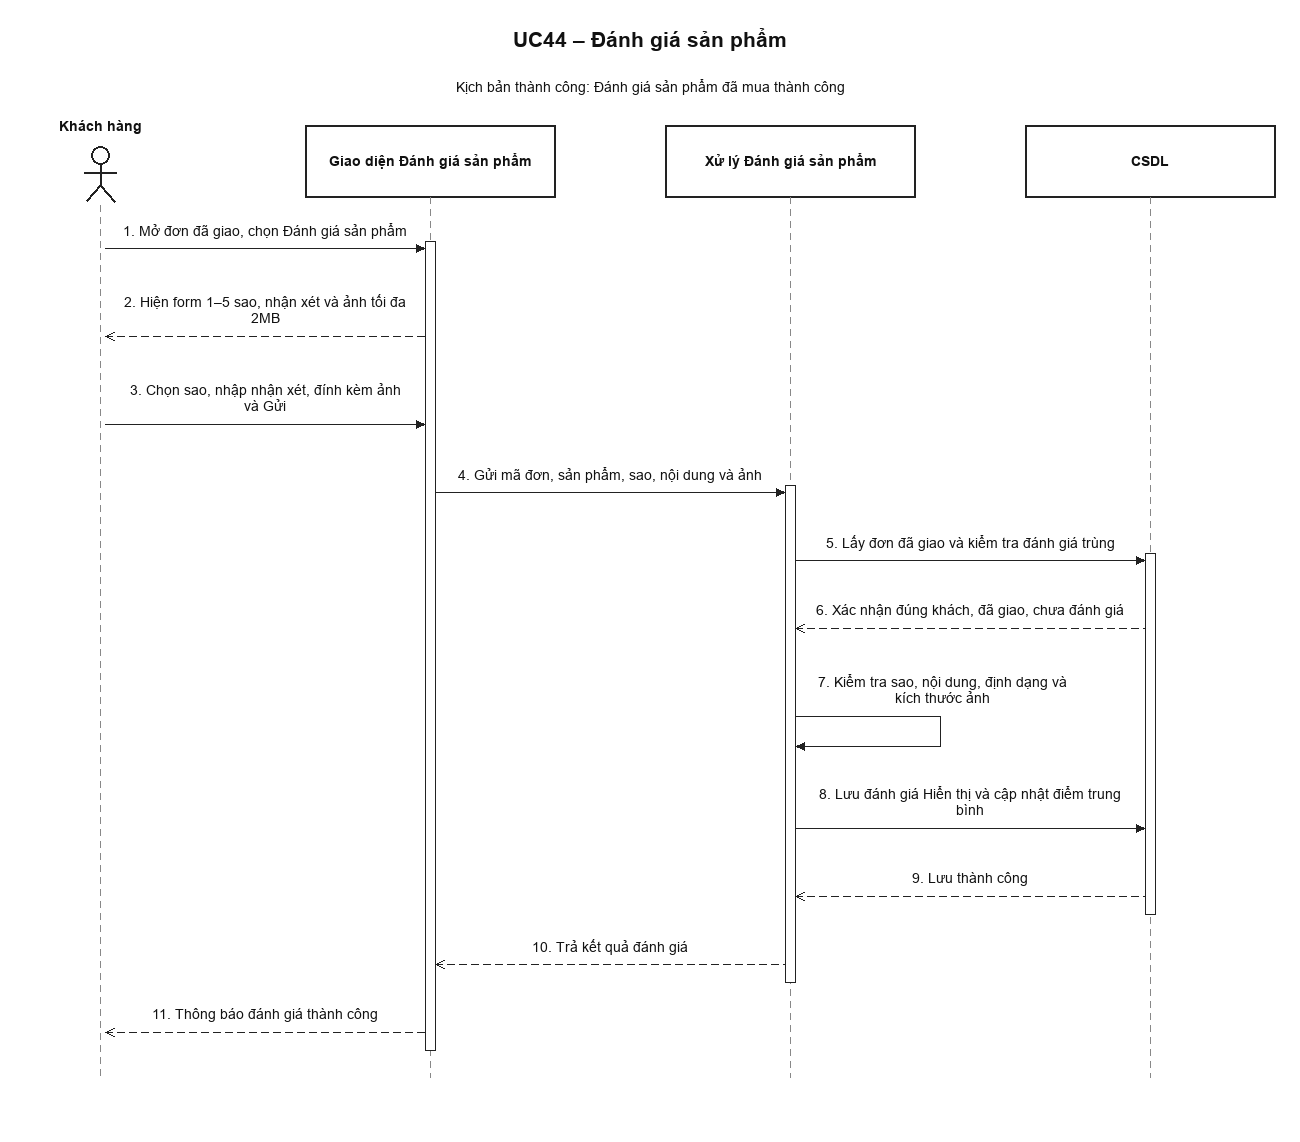 UC44 – Đánh giá sản phẩm
Kịch bản thành công: Đánh giá sản phẩm đã mua thành công
Khách hàng
Giao diện Đánh giá sản phẩm
Xử lý Đánh giá sản phẩm
CSDL
1. Mở đơn đã giao, chọn Đánh giá sản phẩm
2. Hiện form 1–5 sao, nhận xét và ảnh tối đa
2MB
3. Chọn sao, nhập nhận xét, đính kèm ảnh
và Gửi
4. Gửi mã đơn, sản phẩm, sao, nội dung và ảnh
5. Lấy đơn đã giao và kiểm tra đánh giá trùng
6. Xác nhận đúng khách, đã giao, chưa đánh giá
7. Kiểm tra sao, nội dung, định dạng và
kích thước ảnh
8. Lưu đánh giá Hiển thị và cập nhật điểm trung
bình
9. Lưu thành công
10. Trả kết quả đánh giá
11. Thông báo đánh giá thành công